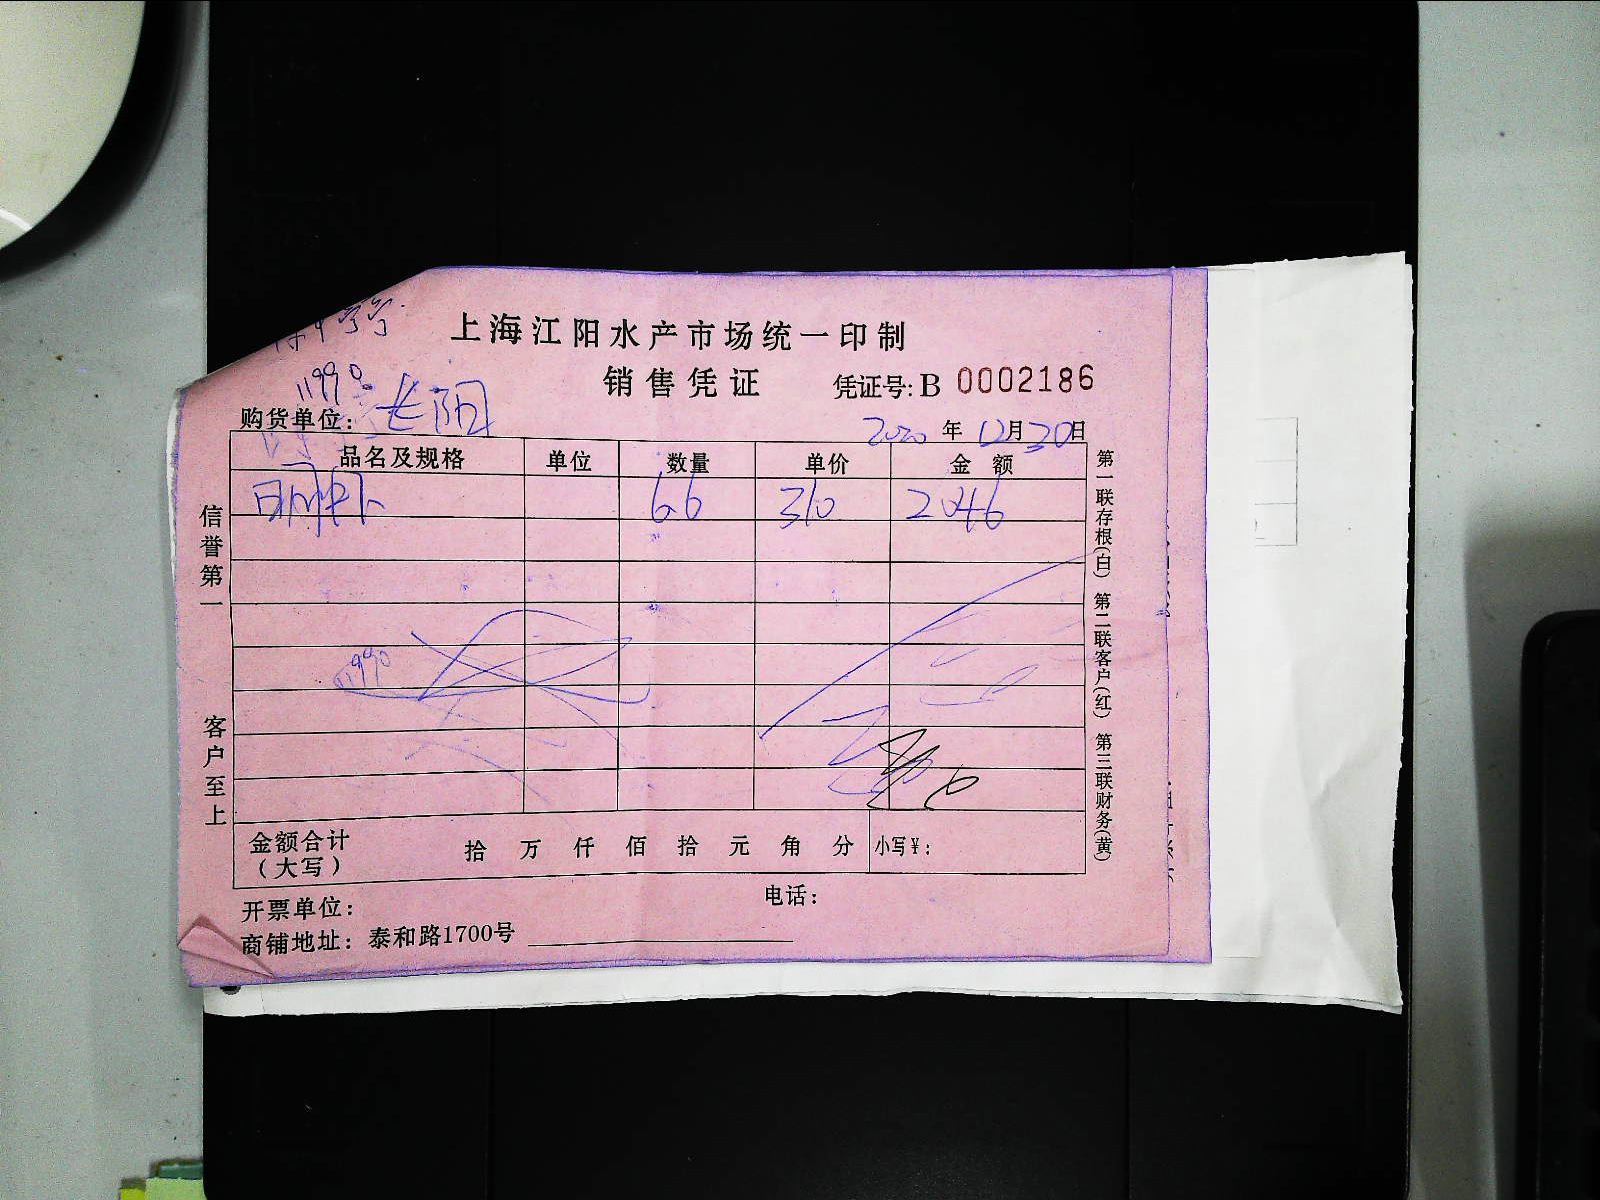 上海江阳水产市场统一印制
销售凭证 凭证号: B 0002186
1990
购货单位: 长阳
2020 年 12月30日
品名及规格 单位 数量 单价 金额
6.6 310 2046
1990
金额合计 (大写) 拾 万 仟 佰 拾 元 角 分 小写¥:
开票单位: 电话:
商铺地址: 泰和路1700号
信誉第一 客户至上
第一联存根(白) 第二联客户(红) 第三联财务(黄)